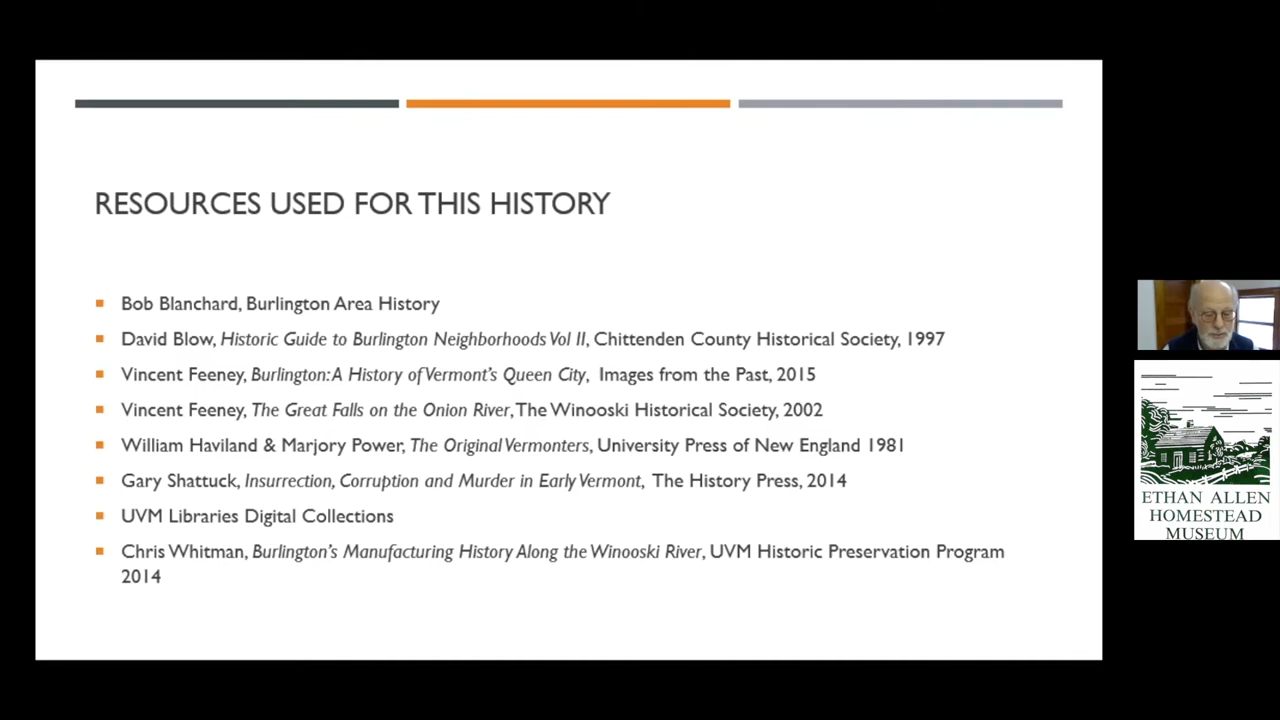 RESOURCES USED FOR THIS HISTORY
Bob Blanchard, Burlington Area History
David Blow, Historic Guide to Burlington Neighborhoods Vol II, Chittenden County Historical Society, 1997
Vincent Feeney, Burlington: A History of Vermont's Queen City, Images from the Past, 2015
Vincent Feeney, The Great Falls on the Onion River, The Winooski Historical Society, 2002
William Haviland & Marjory Power, The Original Vermonters, University Press of New England 1981
Gary Shattuck, Insurrection, Corruption and Murder in Early Vermont, The History Press, 2014
UVM Libraries Digital Collections
Chris Whitman, Burlington's Manufacturing History Along the Winooski River, UVM Historic Preservation Program
2014
ETHAN ALLEN
HOMESTEAD
MUSEUM